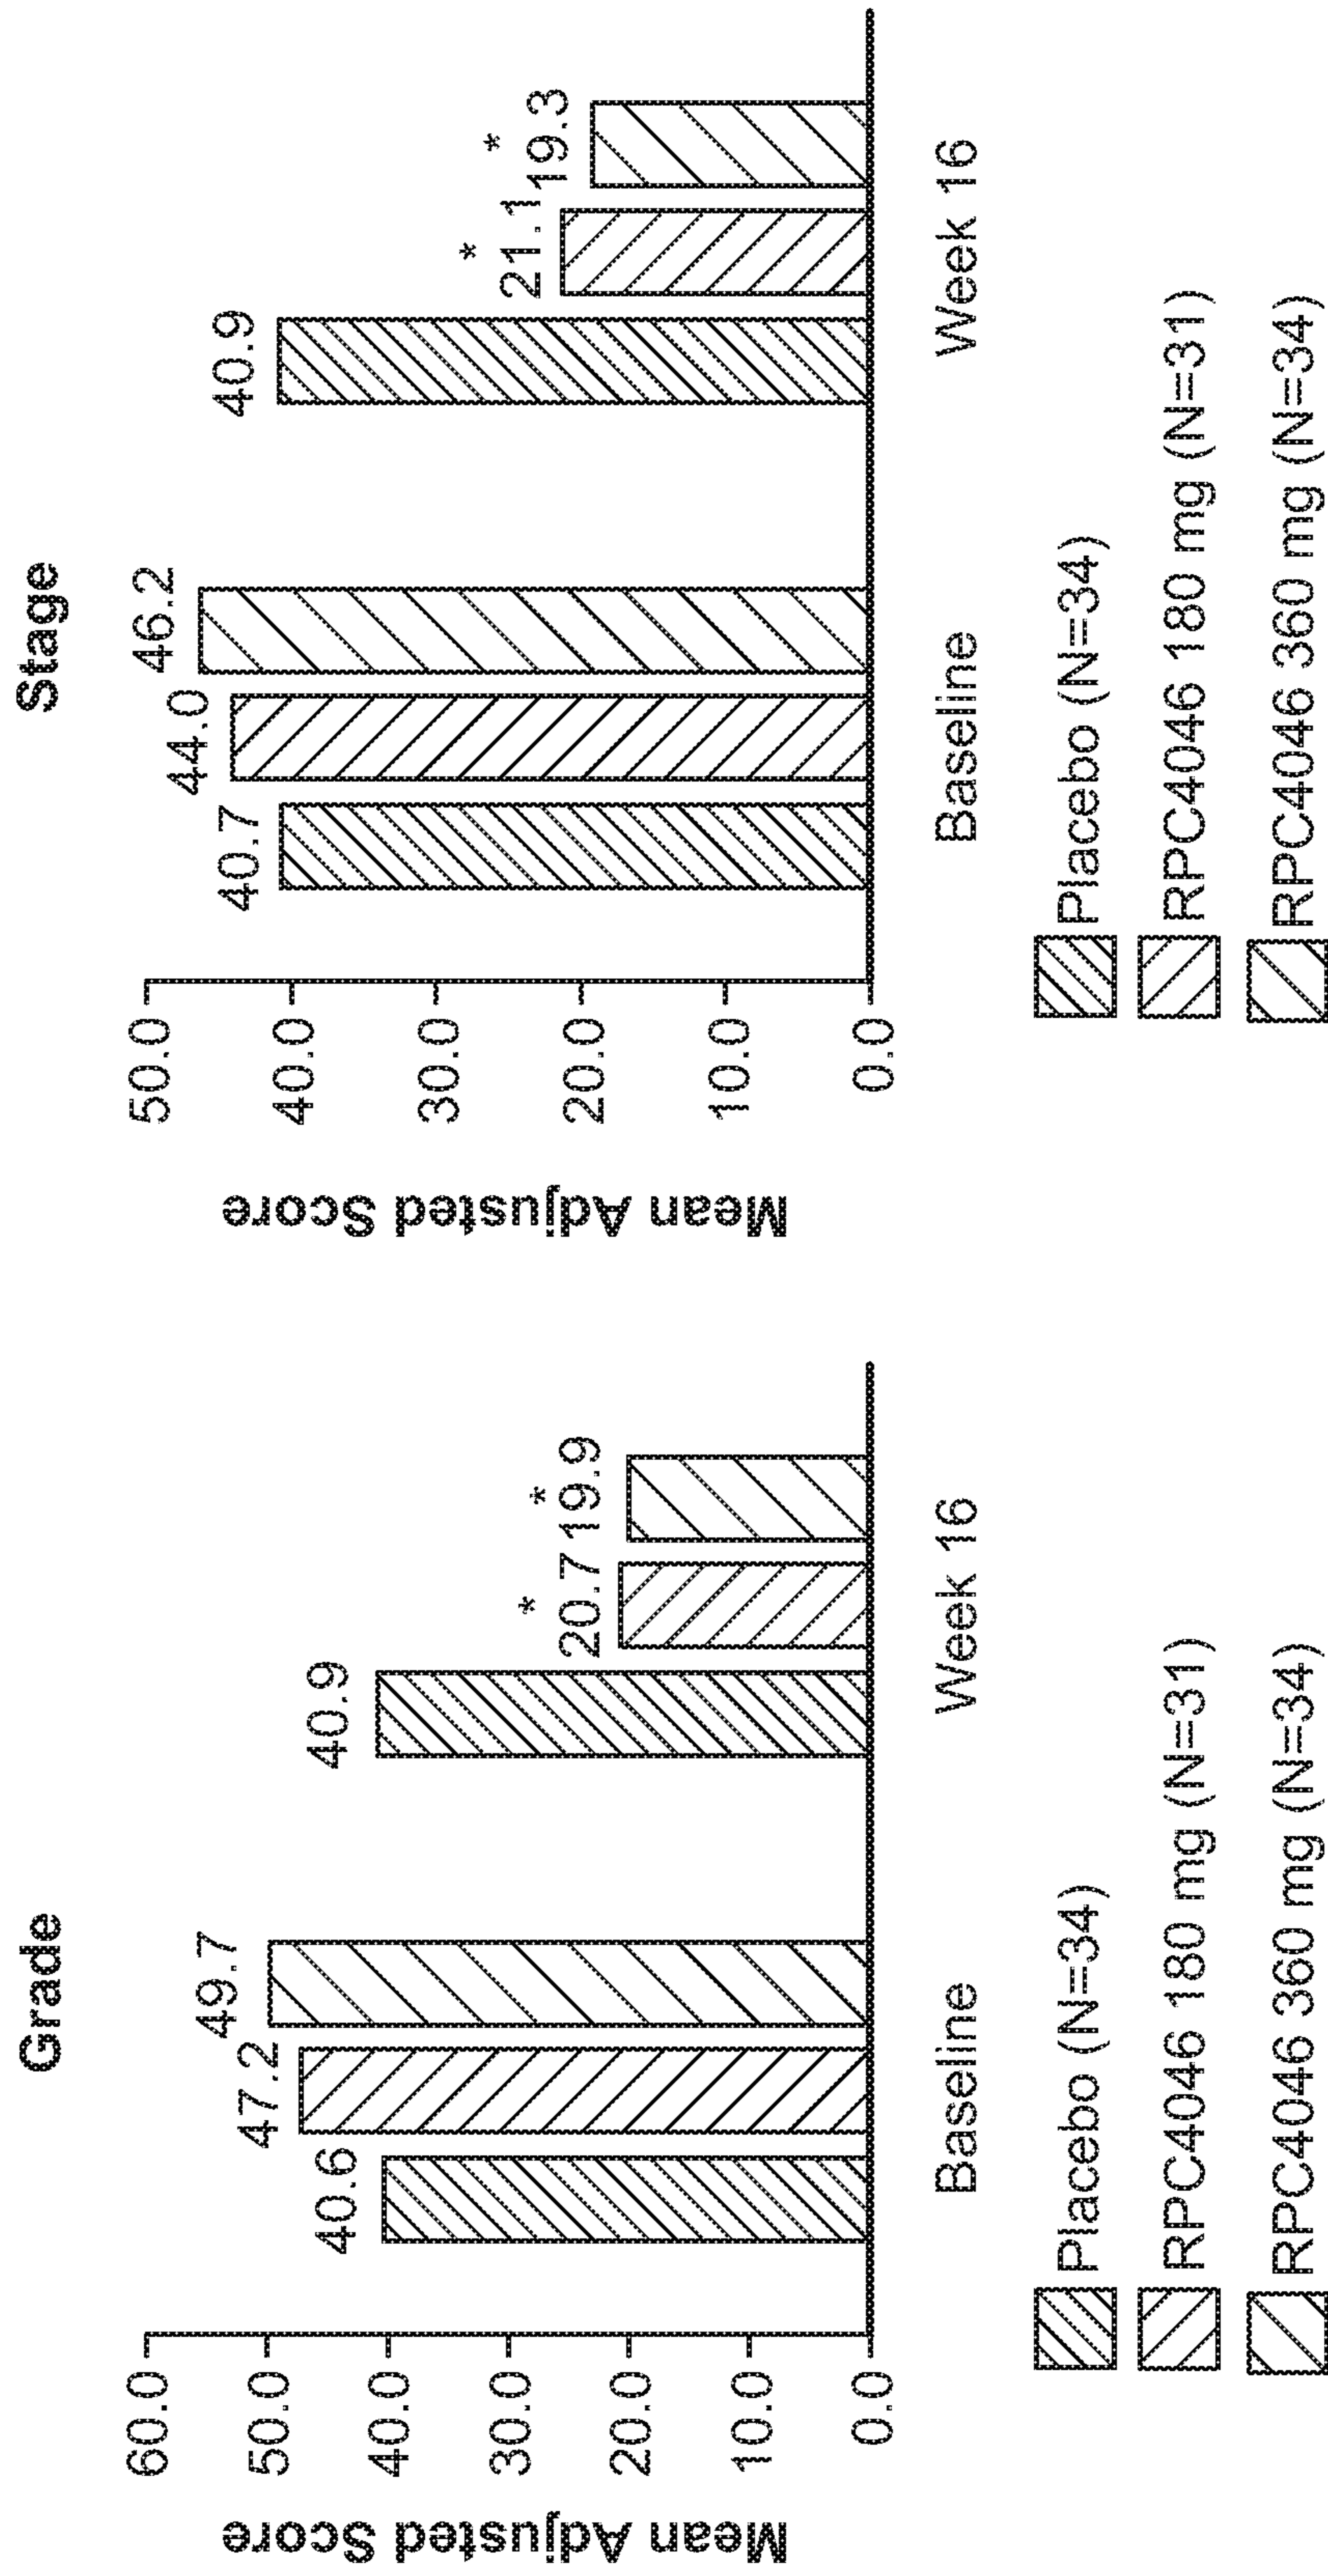 Grade
Mean Adjusted Score
60.0
50.0
40.0
30.0
20.0
10.0
0.0
40.6
47.2
49.7
40.9
*
20.7
*
19.9
Baseline
Week 16
Placebo (N=34)
RPC4046 180 mg (N=31)
RPC4046 360 mg (N=34)
Stage
Mean Adjusted Score
50.0
40.0
30.0
20.0
10.0
0.0
40.7
44.0
46.2
40.9
*
21.1
*
19.3
Baseline
Week 16
Placebo (N=34)
RPC4046 180 mg (N=31)
RPC4046 360 mg (N=34)